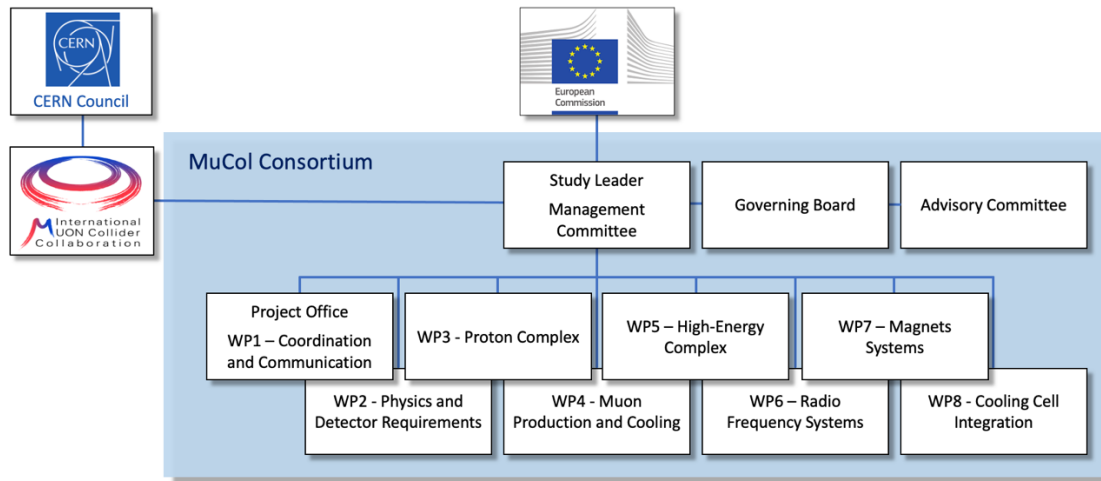 CERN
CERN Council
European
Commission
International
MUON Collider
Collaboration
MuCol Consortium
Study Leader
Management
Committee
Governing Board
Advisory Committee
Project Office
WP1 – Coordination
and Communication
WP3 - Proton Complex
WP5 – High-Energy
Complex
WP7 – Magnets
Systems
WP2 - Physics and
Detector Requirements
WP4 - Muon
Production and Cooling
WP6 – Radio
Frequency Systems
WP8 - Cooling Cell
Integration